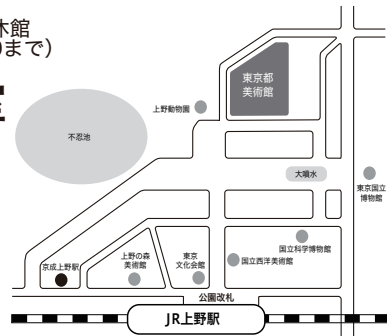 休館
まで）
東京都
美術館
上野動物園
不忍池
大噴水
東京国立
博物館
国立科学博物館
上野の森
美術館
東京
文化会館
国立西洋美術館
京成上野駅
公園改札
JR上野駅